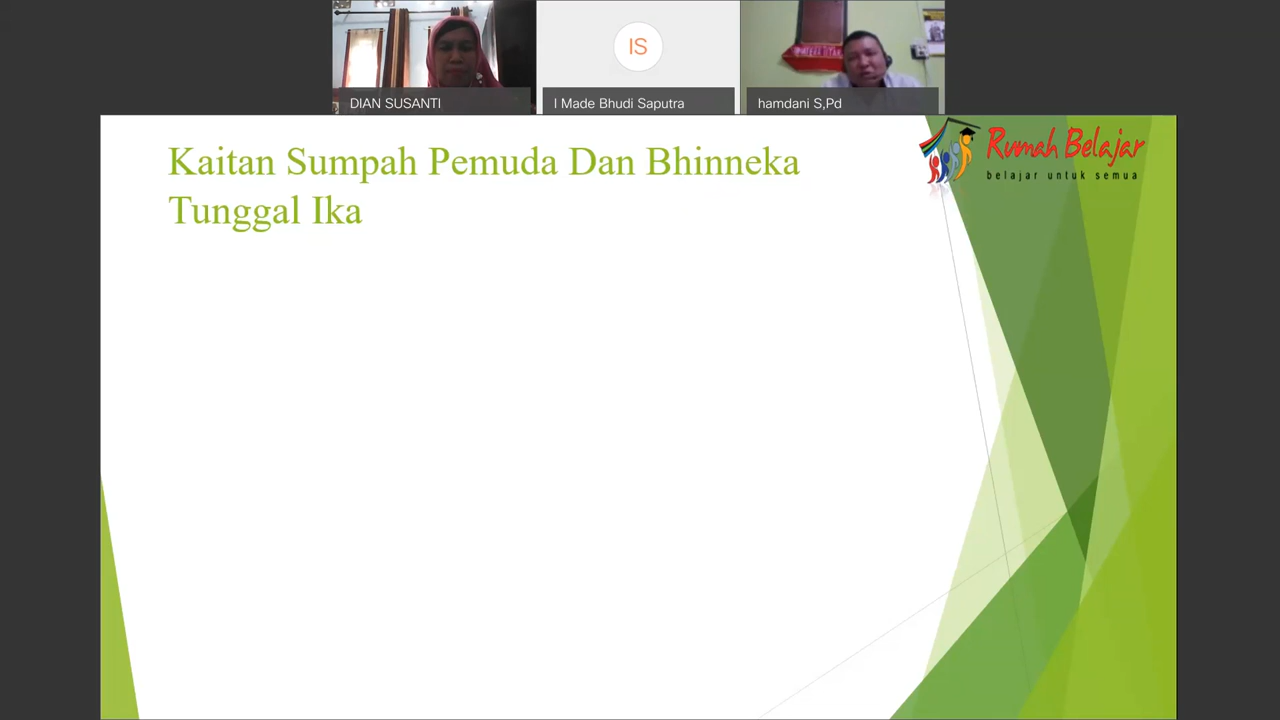 IS
DIAN SUSANTI
I Made Bhudi Saputra
hamdani S,Pd
Kaitan Sumpah Pemuda Dan Bhinneka
Tunggal Ika
Rumah Belajar
belajar untuk semua